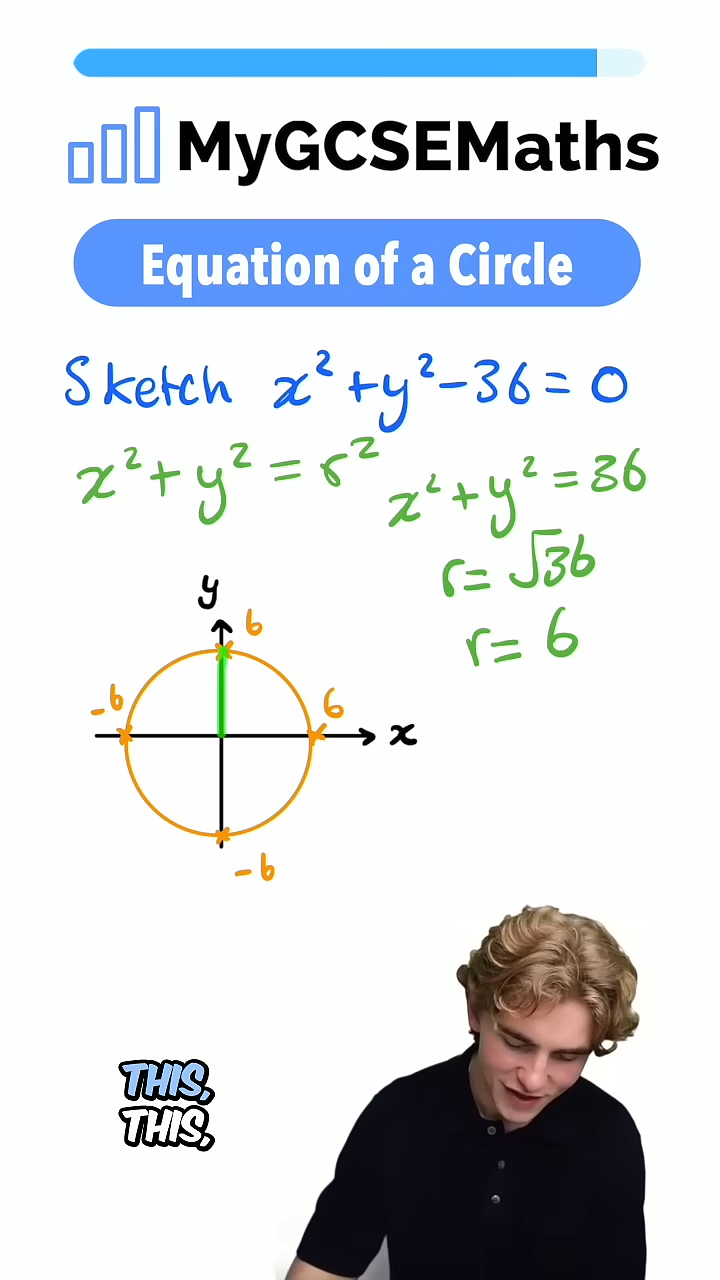 MyGCSEMaths
Equation of a Circle
Sketch x² + y² - 36 = 0
x² + y² = r²
x² + y² = 36
r = √36
r = 6
y
6
-6
6
x
-6
THIS,
THIS,